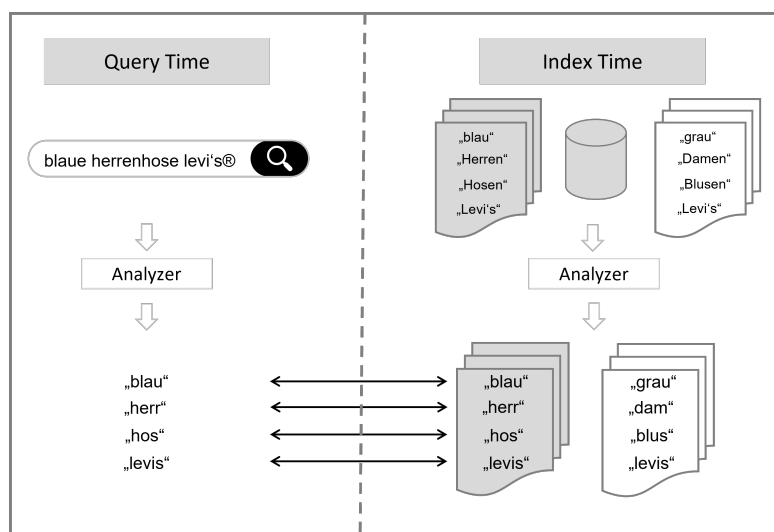 Query Time
blaue herrenhose levi‘s®
Analyzer
„blau“
„herr“
„hos“
„levis“
Index Time
„blau“
„Herren“
„Hosen“
„Levi‘s“
„grau“
„Damen“
„Blusen“
„Levi‘s“
Analyzer
„blau“
„herr“
„hos“
„levis“
„grau“
„dam“
„blus“
„levis“